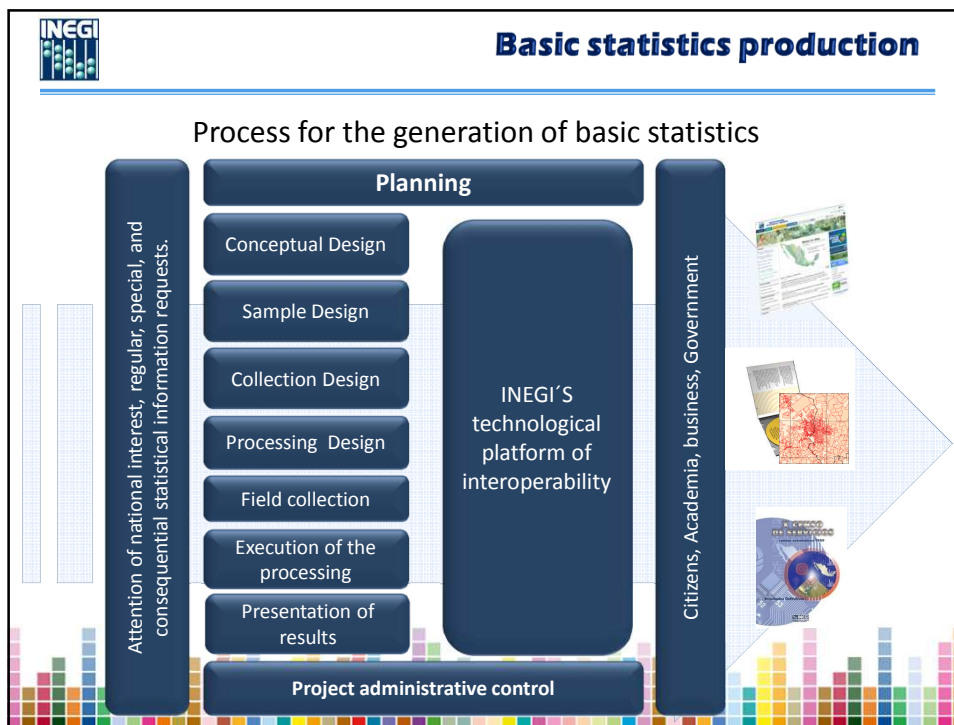 INEGI
Basic statistics production
Process for the generation of basic statistics
Attention of national interest, regular, special, and
consequential statistical information requests.
Planning
Conceptual Design
Sample Design
Collection Design
Processing Design
Field collection
Execution of the
processing
Presentation of
results
INEGI´S
technological
platform of
interoperability
Project administrative control
Citizens, Academia, business, Government
DE SERVICIOS